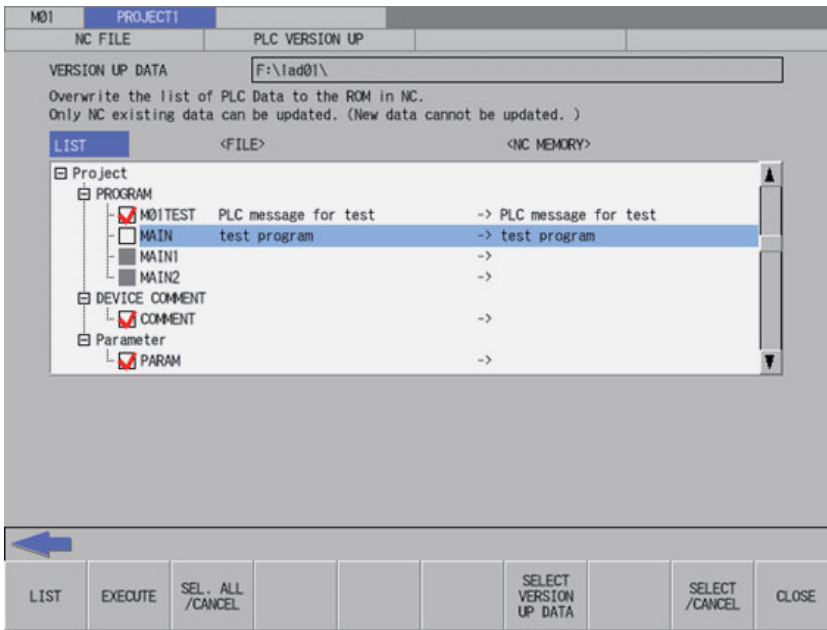 MØ1 PROJECT1
NC FILE PLC VERSION UP
VERSION UP DATA F:\ladØ1\
Overwrite the list of PLC Data to the ROM in NC.
Only NC existing data can be updated. (New data cannot be updated. )
LIST <FILE> <NC MEMORY>
Project
PROGRAM
MØ1TEST PLC message for test -> PLC message for test
MAIN test program -> test program
MAIN1 ->
MAIN2 ->
DEVICE COMMENT
COMMENT ->
Parameter
PARAM ->
LIST EXECUTE SEL. ALL /CANCEL SELECT VERSION UP DATA SELECT /CANCEL CLOSE